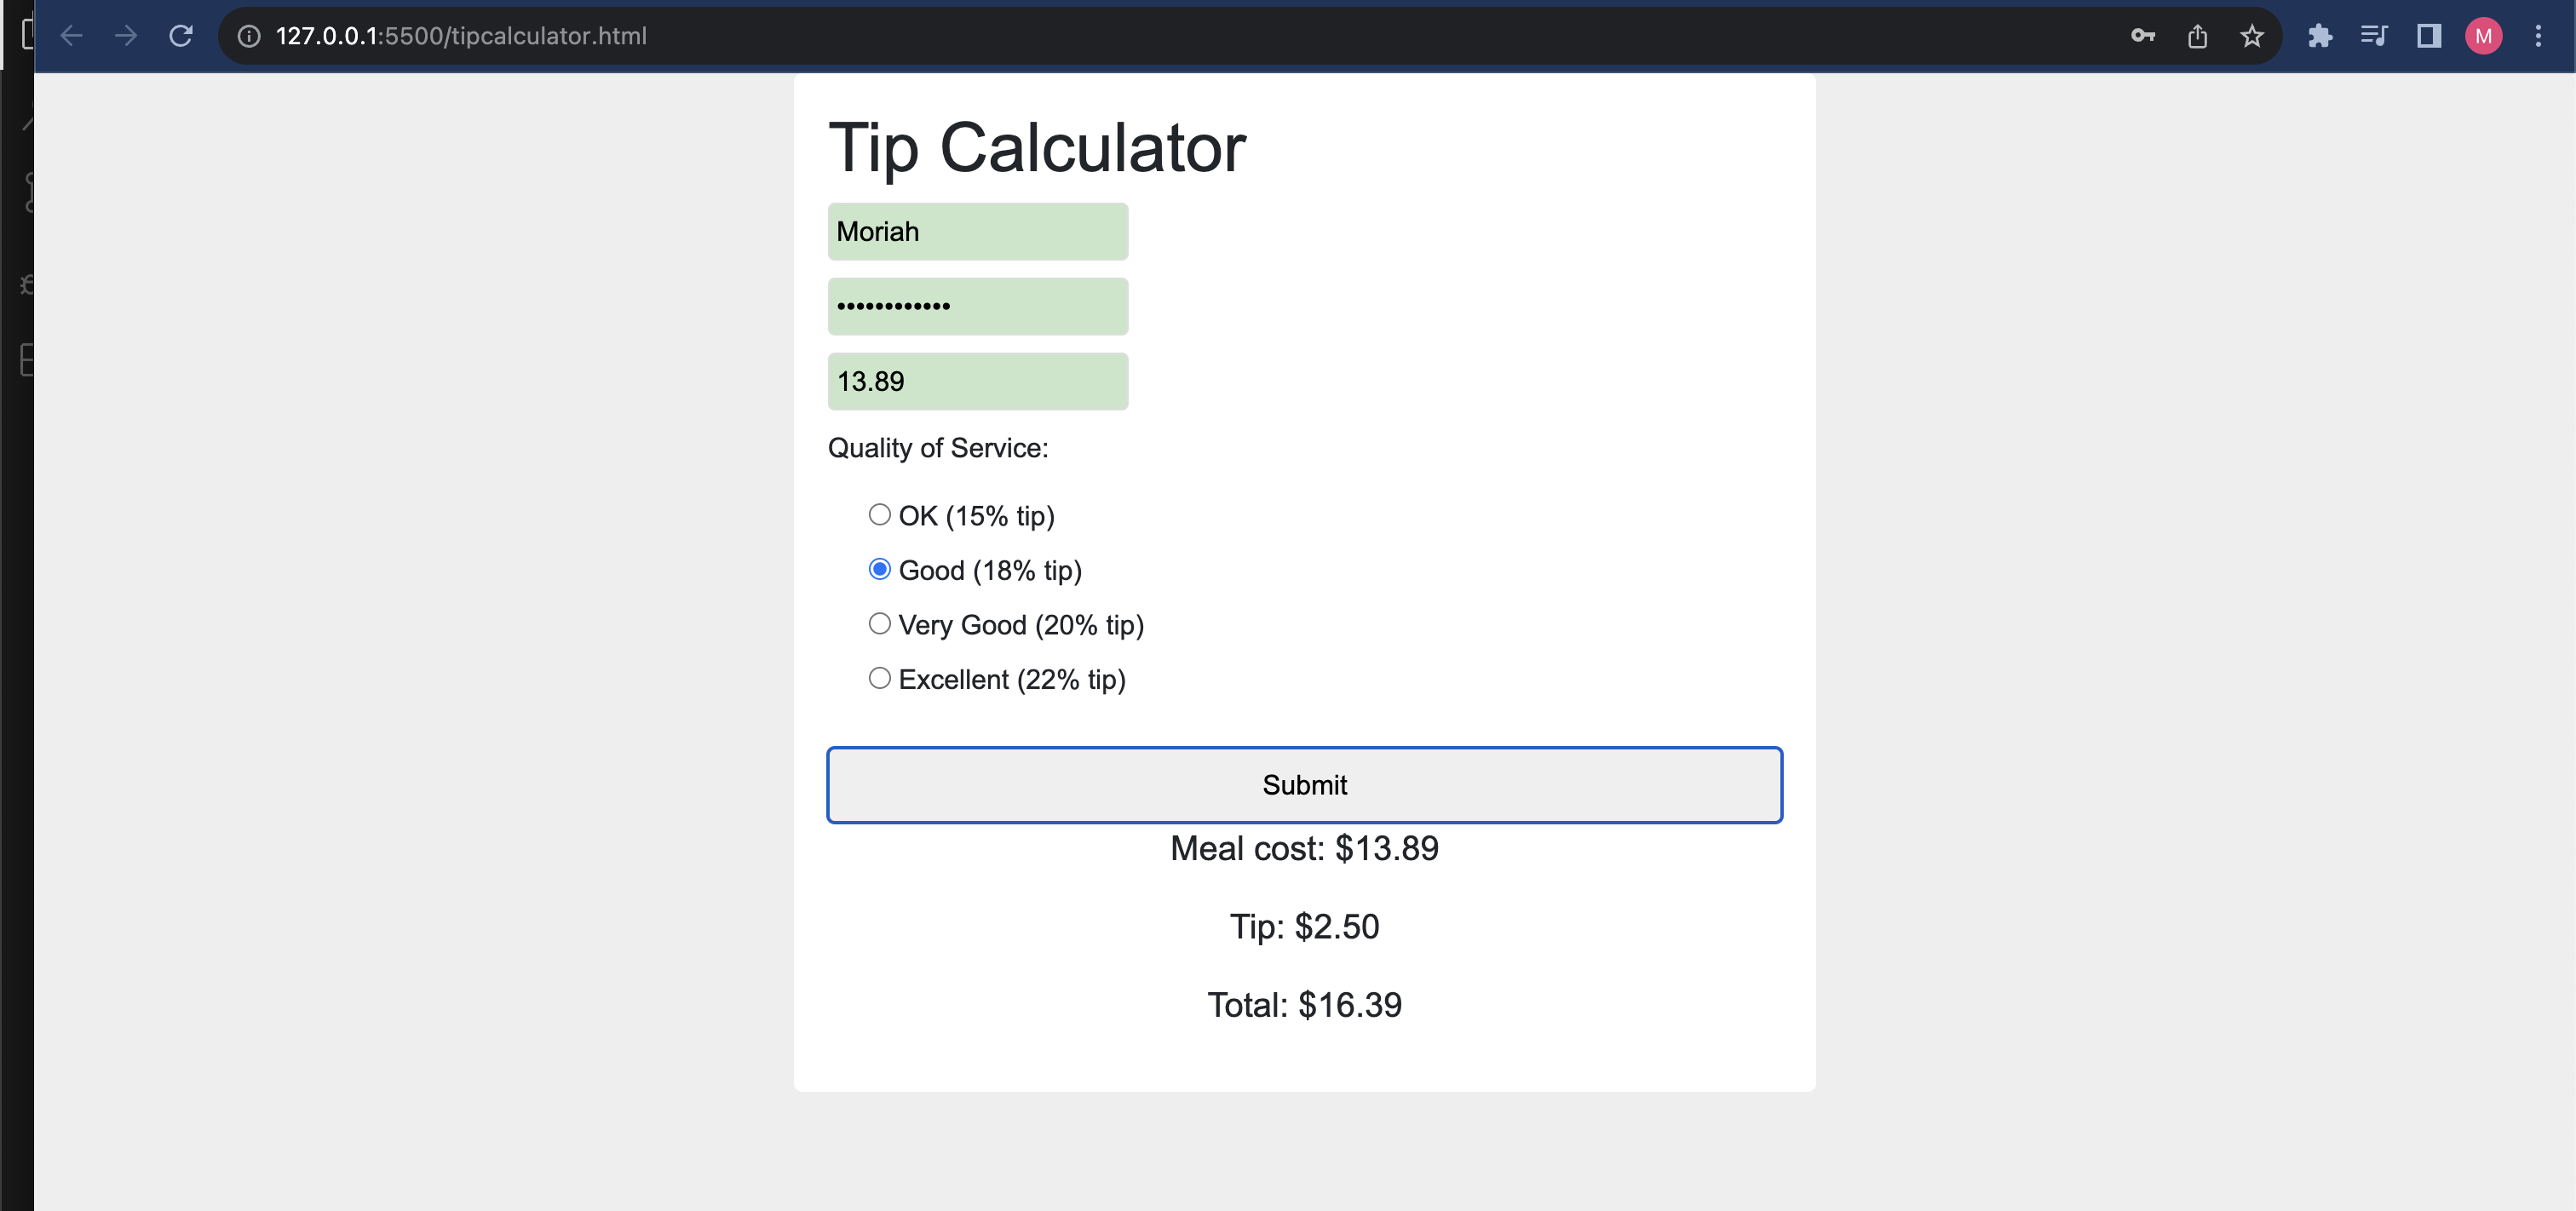 127.0.0.1:5500/tipcalculator.html
M
Tip Calculator
Moriah
••••••••••••
13.89
Quality of Service:
OK (15% tip)
Good (18% tip)
Very Good (20% tip)
Excellent (22% tip)
Submit
Meal cost: $13.89
Tip: $2.50
Total: $16.39